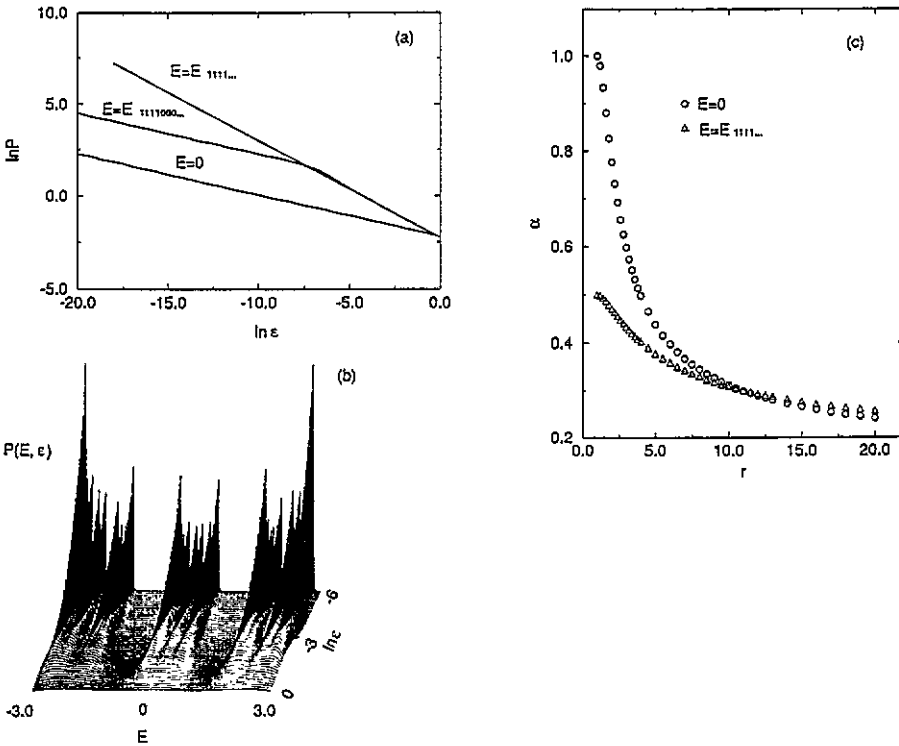 10.0
5.0
0.0
-5.0
lnP
(a)
E=E 1111...
E=E 1111000...
E=0
-20.0 -15.0 -10.0 -5.0 0.0
ln ε
(b)
P(E, ε)
-6
-3
0
lnε
-3.0 0 3.0
E
(c)
1.0
0.8
0.6
0.4
0.2
α
E=0
E=E 1111...
0.0 5.0 10.0 15.0 20.0
r